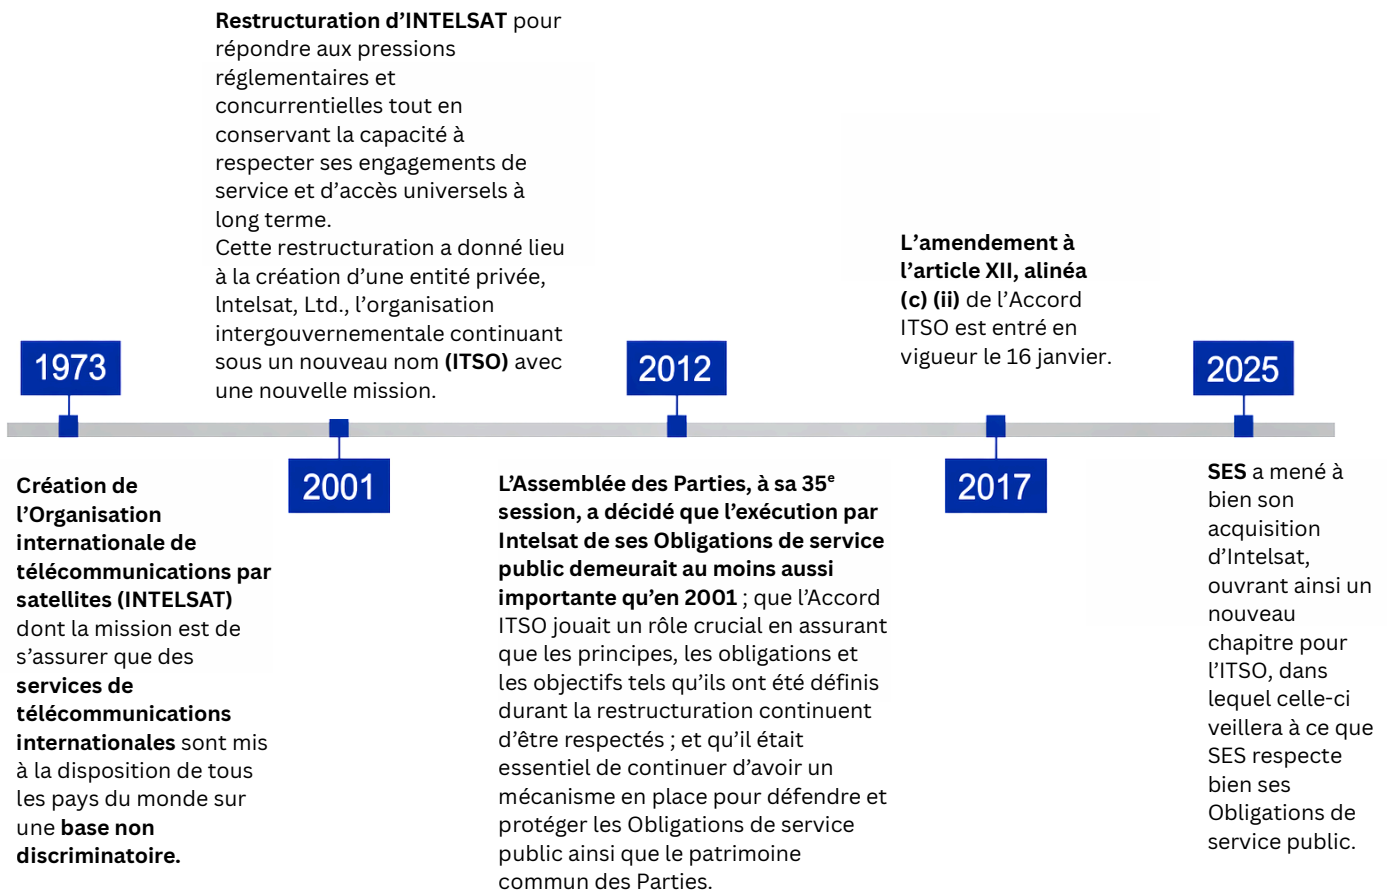 Restructuration d’INTELSAT pour
répondre aux pressions
réglementaires et
concurrentielles tout en
conservant la capacité à
respecter ses engagements de
service et d’accès universels à
long terme.
Cette restructuration a donné lieu
à la création d’une entité privée,
Intelsat, Ltd., l’organisation
intergouvernementale continuant
sous un nouveau nom (ITSO) avec
une nouvelle mission.
L’amendement à
l’article XII, alinéa
(c) (ii) de l’Accord
ITSO est entré en
vigueur le 16 janvier.
1973
2012
2025
2001
2017
Création de
l’Organisation
internationale de
télécommunications par
satellites (INTELSAT)
dont la mission est de
s’assurer que des
services de
télécommunications
internationales sont mis
à la disposition de tous
les pays du monde sur
une base non
discriminatoire.
L’Assemblée des Parties, à sa 35e
session, a décidé que l’exécution par
Intelsat de ses Obligations de service
public demeurait au moins aussi
importante qu’en 2001 ; que l’Accord
ITSO jouait un rôle crucial en assurant
que les principes, les obligations et
les objectifs tels qu’ils ont été définis
durant la restructuration continuent
d’être respectés ; et qu’il était
essentiel de continuer d’avoir un
mécanisme en place pour défendre et
protéger les Obligations de service
public ainsi que le patrimoine
commun des Parties.
SES a mené à
bien son
acquisition
d’Intelsat,
ouvrant ainsi un
nouveau
chapitre pour
l’ITSO, dans
lequel celle-ci
veillera à ce que
SES respecte
bien ses
Obligations de
service public.